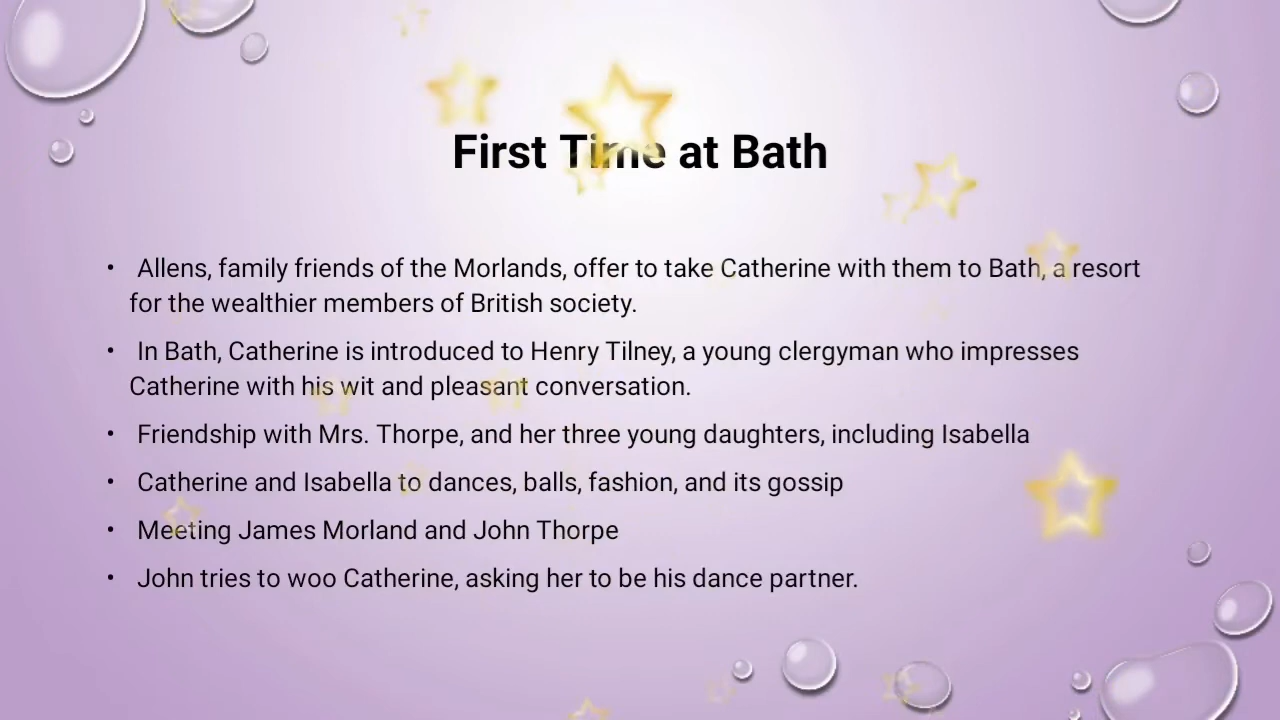 First Time at Bath
• Allens, family friends of the Morlands, offer to take Catherine with them to Bath, a resort
for the wealthier members of British society.
• In Bath, Catherine is introduced to Henry Tilney, a young clergyman who impresses
Catherine with his wit and pleasant conversation.
• Friendship with Mrs. Thorpe, and her three young daughters, including Isabella
• Catherine and Isabella to dances, balls, fashion, and its gossip
• Meeting James Morland and John Thorpe
• John tries to woo Catherine, asking her to be his dance partner.